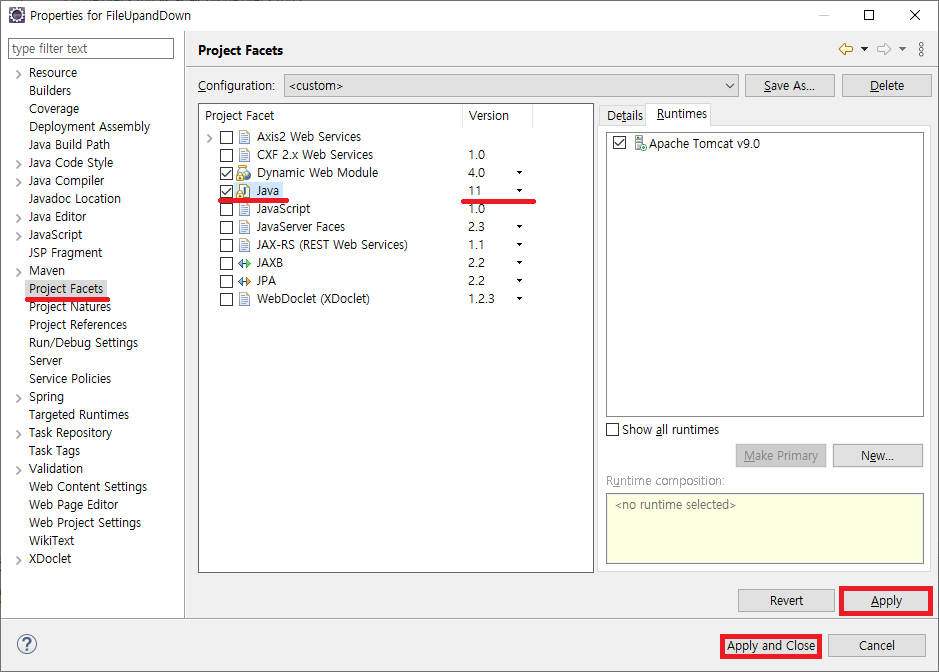 Properties for FileUpandDown
type filter text
Resource
Builders
Coverage
Deployment Assembly
Java Build Path
Java Code Style
Java Compiler
Javadoc Location
Java Editor
JavaScript
JSP Fragment
Maven
Project Facets
Project Natures
Project References
Run/Debug Settings
Server
Service Policies
Spring
Targeted Runtimes
Task Repository
Task Tags
Validation
Web Content Settings
Web Page Editor
Web Project Settings
WikiText
XDoclet
Project Facets
Configuration: <custom> Save As... Delete
Project Facet Version
Axis2 Web Services
CXF 2.x Web Services 1.0
Dynamic Web Module 4.0
Java 11
JavaScript 1.0
JavaServer Faces 2.3
JAX-RS (REST Web Services) 1.1
JAXB 2.2
JPA 2.2
WebDoclet (XDoclet) 1.2.3
Details Runtimes
Apache Tomcat v9.0
Show all runtimes
Make Primary New...
Runtime composition:
<no runtime selected>
Revert Apply
? Apply and Close Cancel